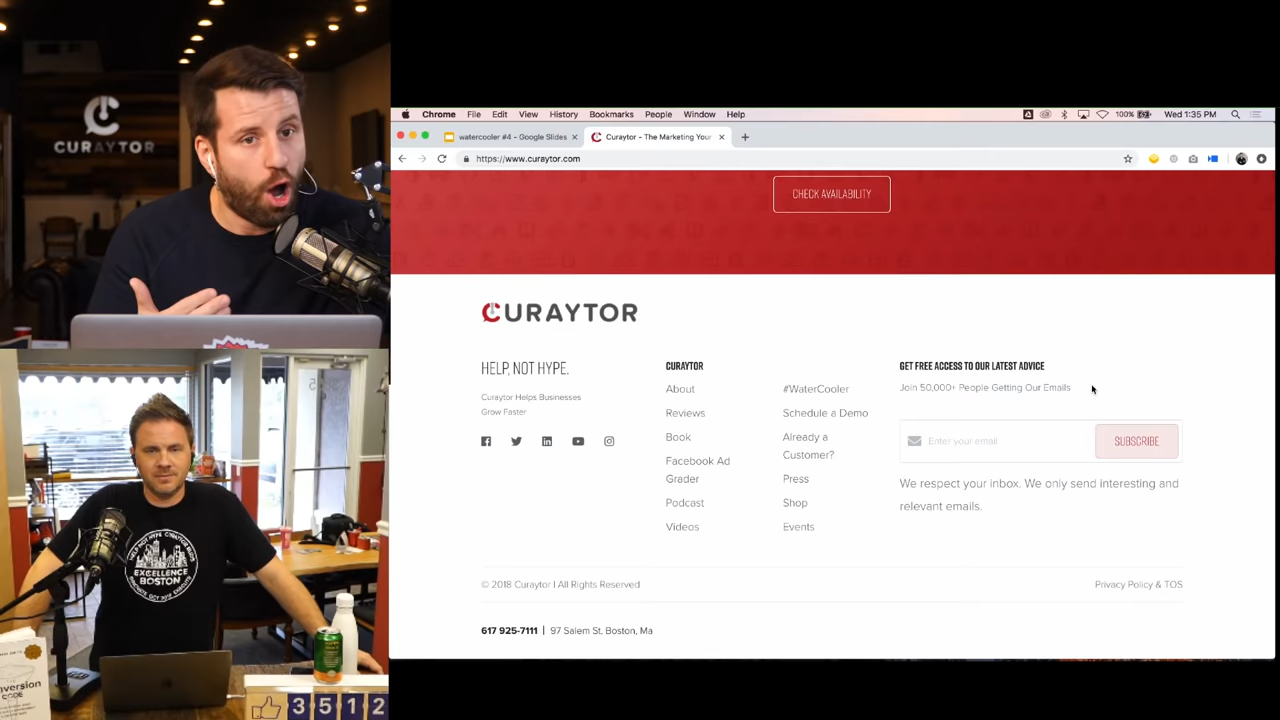 CURAYTOR
HELP NOT HYPE
EXCELLENCE
BOSTON
CODE
3512
Chrome File Edit View History Bookmarks People Window Help 100% Wed 1:35 PM
watercooler #4 - Google Slides
Curaytor - The Marketing Your
https://www.curaytor.com
CHECK AVAILABILITY
CURAYTOR
HELP, NOT HYPE.
Curaytor Helps Businesses
Grow Faster
CURAYTOR
About
Reviews
Book
Facebook Ad
Grader
Podcast
Videos
#WaterCooler
Schedule a Demo
Already a
Customer?
Press
Shop
Events
GET FREE ACCESS TO OUR LATEST ADVICE
Join 50,000+ People Getting Our Emails
Enter your email
SUBSCRIBE
We respect your inbox. We only send interesting and
relevant emails.
© 2018 Curaytor | All Rights Reserved
Privacy Policy & TOS
617 925-7111 | 97 Salem St, Boston, Ma